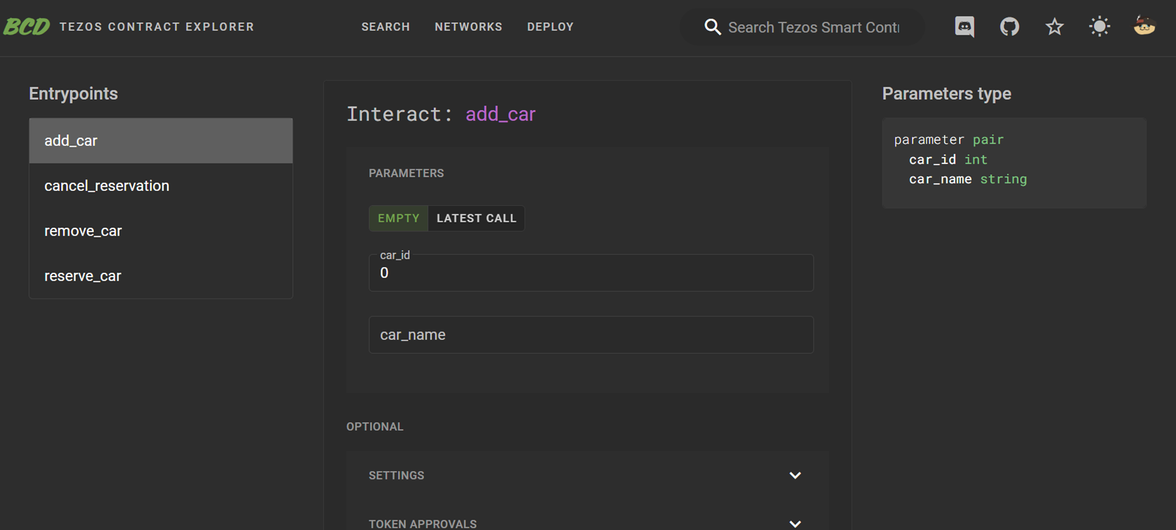 BCD TEZOS CONTRACT EXPLORER SEARCH NETWORKS DEPLOY Search Tezos Smart Contr
Entrypoints
add_car
cancel_reservation
remove_car
reserve_car
Interact: add_car
PARAMETERS
EMPTY LATEST CALL
car_id
0
car_name
OPTIONAL
SETTINGS
TOKEN APPROVALS
Parameters type
parameter pair
car_id int
car_name string